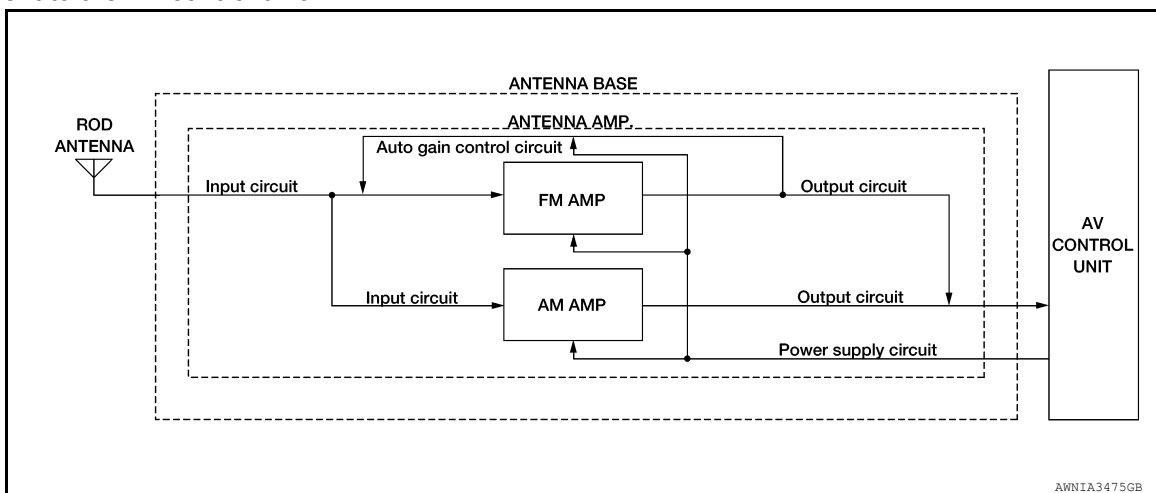 ANTENNA BASE
ROD
ANTENNA
ANTENNA AMP.
Auto gain control circuit
Input circuit
FM AMP
Output circuit
AV
CONTROL
UNIT
Input circuit
AM AMP
Output circuit
Power supply circuit
AWNIA3475GB